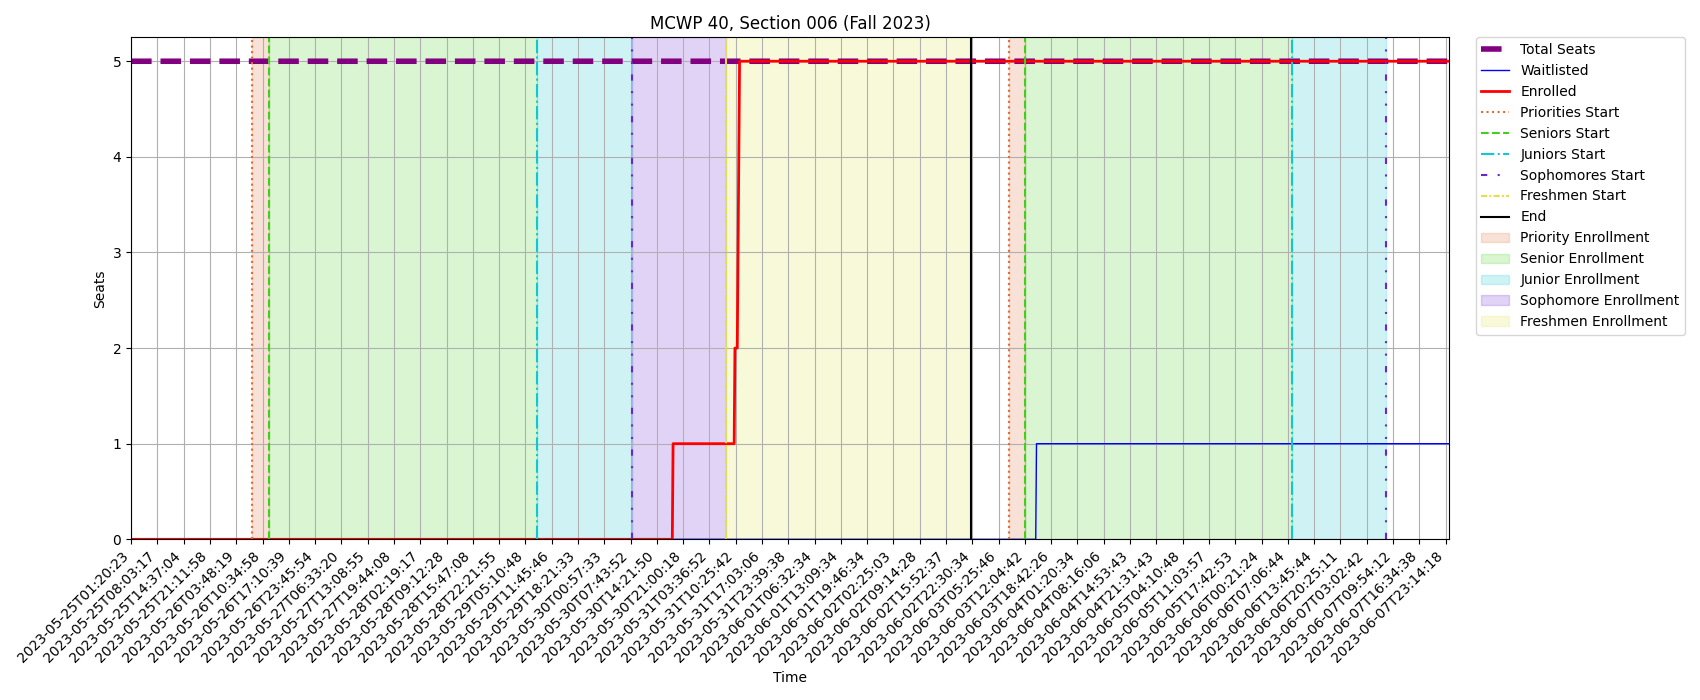 MCWP 40, Section 006 (Fall 2023)
Seats
5
4
3
2
1
0
2023-05-25T01:20:23
2023-05-25T08:03:17
2023-05-25T14:37:04
2023-05-25T21:11:58
2023-05-26T03:48:19
2023-05-26T10:34:58
2023-05-26T17:10:39
2023-05-26T23:45:54
2023-05-27T06:33:20
2023-05-27T13:08:55
2023-05-27T19:44:08
2023-05-28T02:19:17
2023-05-28T09:12:28
2023-05-28T15:47:08
2023-05-28T22:21:55
2023-05-29T05:10:48
2023-05-29T11:45:46
2023-05-29T18:21:33
2023-05-30T00:57:33
2023-05-30T07:43:52
2023-05-30T14:21:50
2023-05-30T21:00:18
2023-05-31T03:36:52
2023-05-31T10:25:42
2023-05-31T17:03:06
2023-05-31T23:39:38
2023-06-01T06:32:34
2023-06-01T13:09:34
2023-06-01T19:46:34
2023-06-02T02:25:03
2023-06-02T09:14:28
2023-06-02T15:52:37
2023-06-02T22:30:34
2023-06-03T05:25:46
2023-06-03T12:04:42
2023-06-03T18:42:26
2023-06-04T01:20:34
2023-06-04T08:16:06
2023-06-04T14:53:43
2023-06-04T21:31:43
2023-06-05T04:10:48
2023-06-05T11:03:57
2023-06-05T17:42:53
2023-06-06T00:21:24
2023-06-06T07:06:44
2023-06-06T13:45:44
2023-06-06T20:25:11
2023-06-07T03:02:42
2023-06-07T09:54:12
2023-06-07T16:34:38
2023-06-07T23:14:18
Time
Total Seats
Waitlisted
Enrolled
Priorities Start
Seniors Start
Juniors Start
Sophomores Start
Freshmen Start
End
Priority Enrollment
Senior Enrollment
Junior Enrollment
Sophomore Enrollment
Freshmen Enrollment